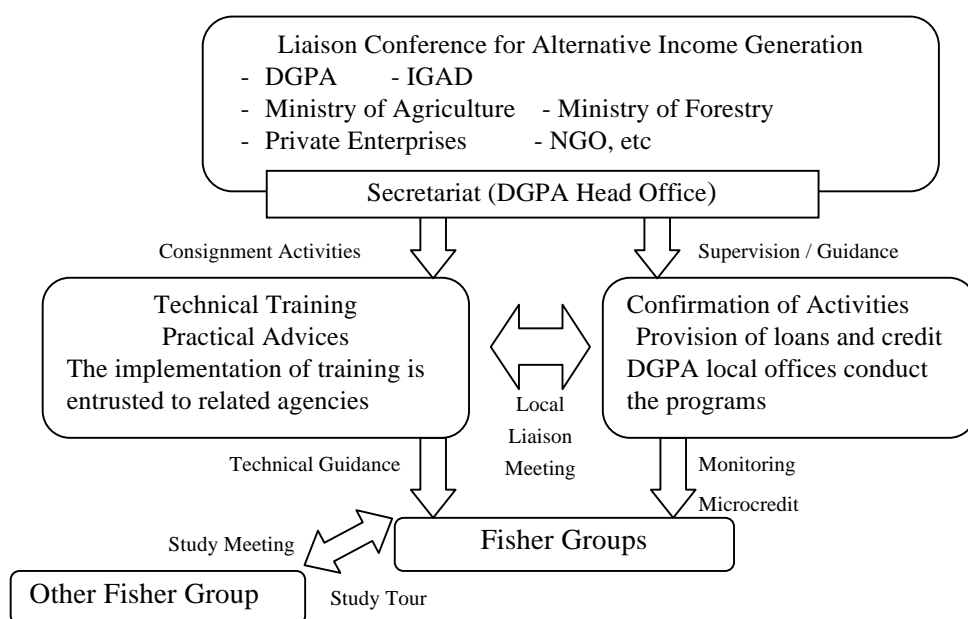 Liaison Conference for Alternative Income Generation
- DGPA - IGAD
- Ministry of Agriculture - Ministry of Forestry
- Private Enterprises - NGO, etc
Secretariat (DGPA Head Office)
Consignment Activities
Supervision / Guidance
Technical Training
Practical Advices
The implementation of training is
entrusted to related agencies
Local
Liaison
Meeting
Confirmation of Activities
Provision of loans and credit
DGPA local offices conduct
the programs
Technical Guidance
Monitoring
Microcredit
Fisher Groups
Study Meeting
Study Tour
Other Fisher Group